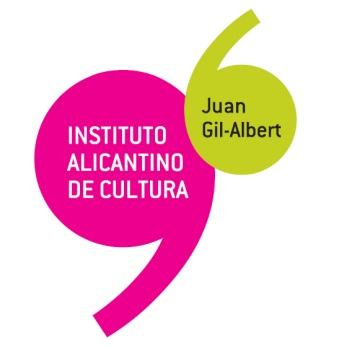 INSTITUTO
ALICANTINO
DE CULTURA
Juan
Gil-Albert